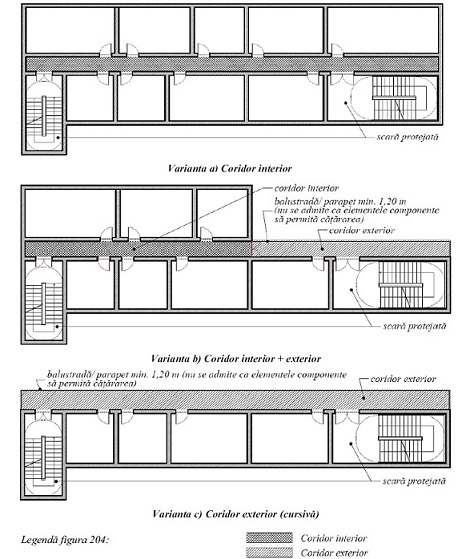 scară protejată
Varianta a) Coridor interior
coridor interior
balustradă/ parapet min. 1,20 m
(nu se admite ca elementele componente
să permită cățărarea)
coridor exterior
scară protejată
Varianta b) Coridor interior + exterior
balustradă/ parapet min. 1,20 m (nu se admite ca elementele componente
să permită cățărarea)
coridor exterior
scară protejată
Varianta c) Coridor exterior (cursivă)
Legendă figura 204:
Coridor interior
Coridor exterior